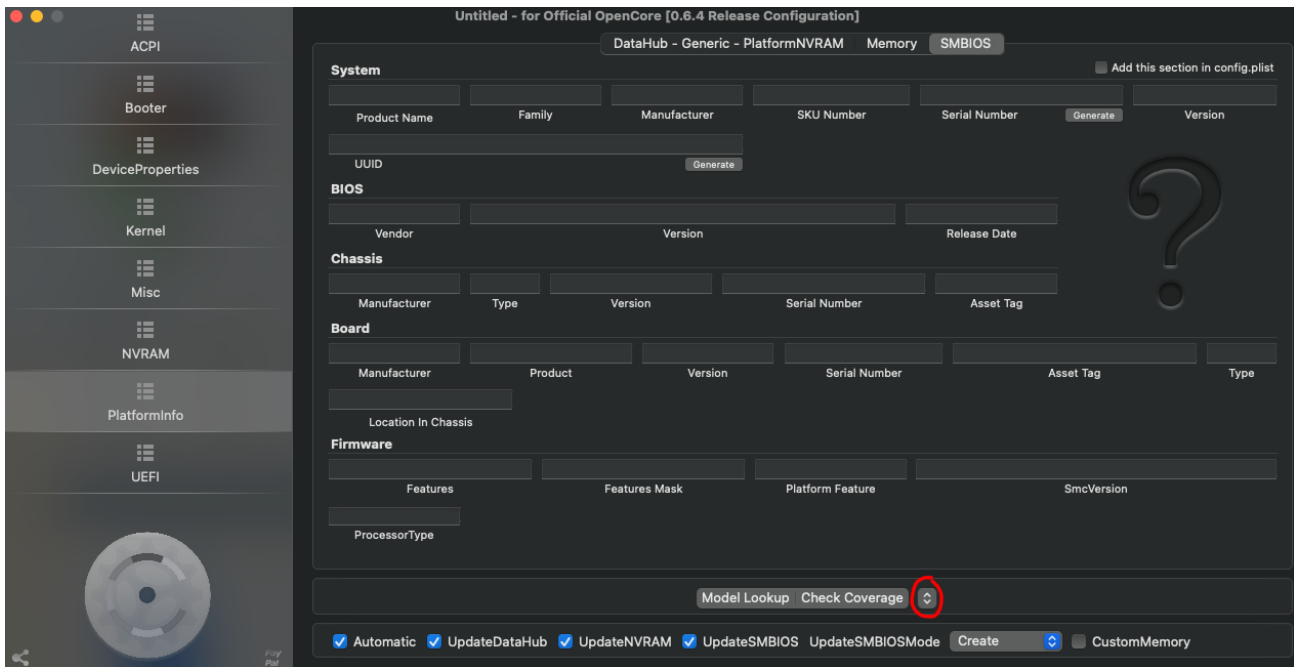 Untitled - for Official OpenCore [0.6.4 Release Configuration]
ACPI
Booter
DeviceProperties
Kernel
Misc
NVRAM
PlatformInfo
UEFI
Pay
Pal
DataHub - Generic - PlatformNVRAM Memory SMBIOS
System Add this section in config.plist
Product Name Family Manufacturer SKU Number Serial Number Generate Version
UUID Generate
BIOS
Vendor Version Release Date
Chassis
Manufacturer Type Version Serial Number Asset Tag
Board
Manufacturer Product Version Serial Number Asset Tag Type
Location In Chassis
Firmware
Features Features Mask Platform Feature SmcVersion
ProcessorType
Model Lookup Check Coverage
Automatic UpdateDataHub UpdateNVRAM UpdateSMBIOS UpdateSMBIOSMode Create CustomMemory